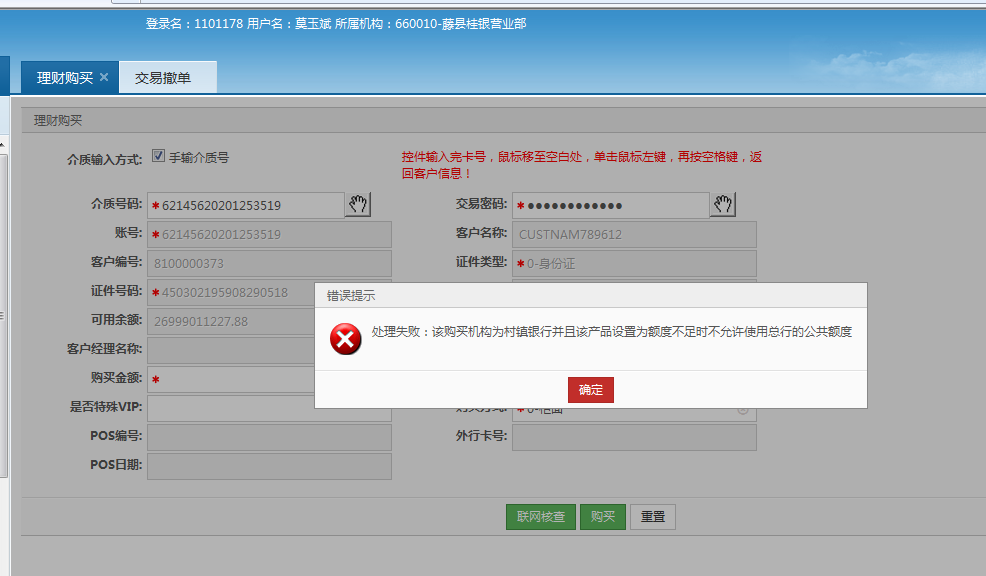 登录名：1101178 用户名：莫玉斌 所属机构：660010-藤县桂银营业部
理财购买 ×
交易撤单
理财购买
介质输入方式: 手输介质号
控件输入完卡号，鼠标移至空白处，单击鼠标左键，再按空格键，返
回客户信息！
介质号码: *62145620201253519
交易密码: *●●●●●●●●●●●●
账号: *62145620201253519
客户名称: CUSTNAM789612
客户编号: 8100000373
证件类型: *0-身份证
证件号码: *450302195908290518
可用余额: 26999011227.88
客户经理名称:
购买金额: *
是否特殊VIP:
POS编号:
外行卡号:
POS日期:
错误提示
处理失败：该购买机构为村镇银行并且该产品设置为额度不足时不允许使用总行的公共额度
确定
联网核查
购买
重置